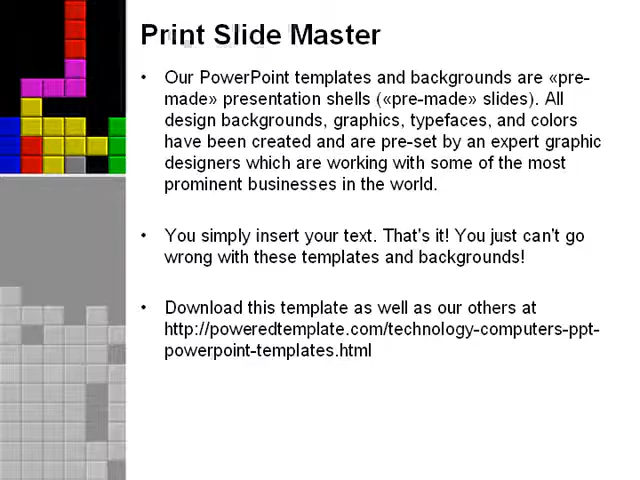 Print Slide Master
• Our PowerPoint templates and backgrounds are «pre-
made» presentation shells («pre-made» slides). All
design backgrounds, graphics, typefaces, and colors
have been created and are pre-set by an expert graphic
designers which are working with some of the most
prominent businesses in the world.
• You simply insert your text. That's it! You just can't go
wrong with these templates and backgrounds!
• Download this template as well as our others at
http://poweredtemplate.com/technology-computers-ppt-
powerpoint-templates.html